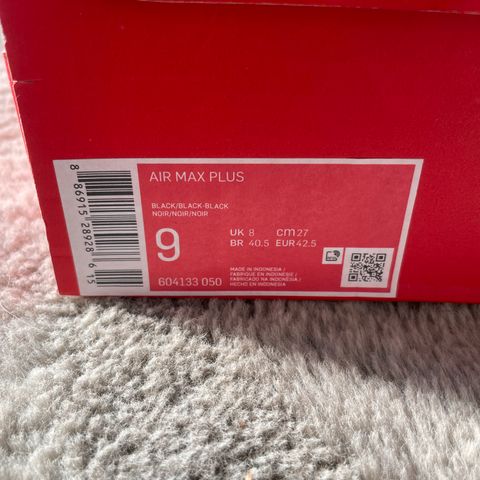 AIR MAX PLUS
BLACK/BLACK-BLACK
NOIR/NOIR/NOIR
9
UK 8 CM 27
BR 40.5 EUR 42.5
604133 050
MADE IN INDONESIA /
FABRIQUÉ EN INDONÉSIE /
FABRICADO NA INDONÉSIA /
HECHO EN INDONESIA
8 86915 28928 6 15